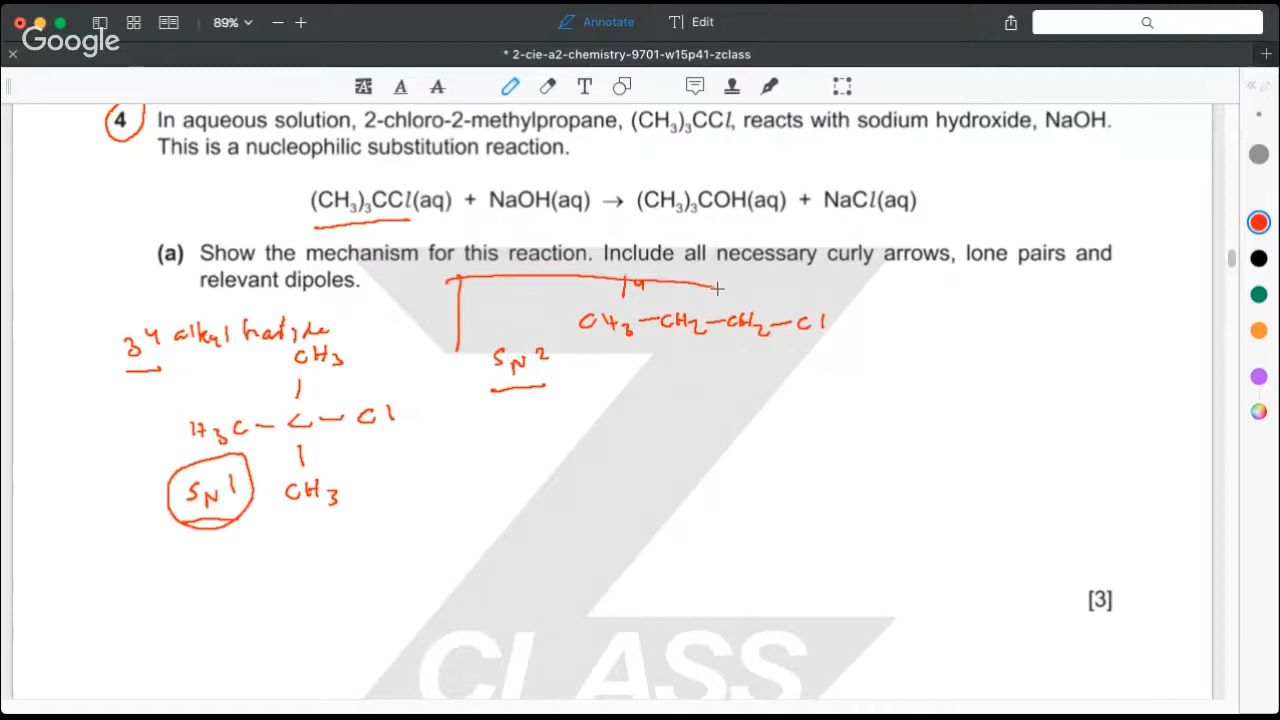 89%
Annotate
Edit
Google
* 2-cie-a2-chemistry-9701-w15p41-zclass
4 In aqueous solution, 2-chloro-2-methylpropane, (CH₃)₃CCl, reacts with sodium hydroxide, NaOH.
This is a nucleophilic substitution reaction.
(CH₃)₃CCl(aq) + NaOH(aq) → (CH₃)₃COH(aq) + NaCl(aq)
(a) Show the mechanism for this reaction. Include all necessary curly arrows, lone pairs and
relevant dipoles.
3y alkyl halide
1y
CH3 – CH2 – CH2 – Cl
SN2
CH3
H3C – C – Cl
CH3
SN1
[3]
CLASS